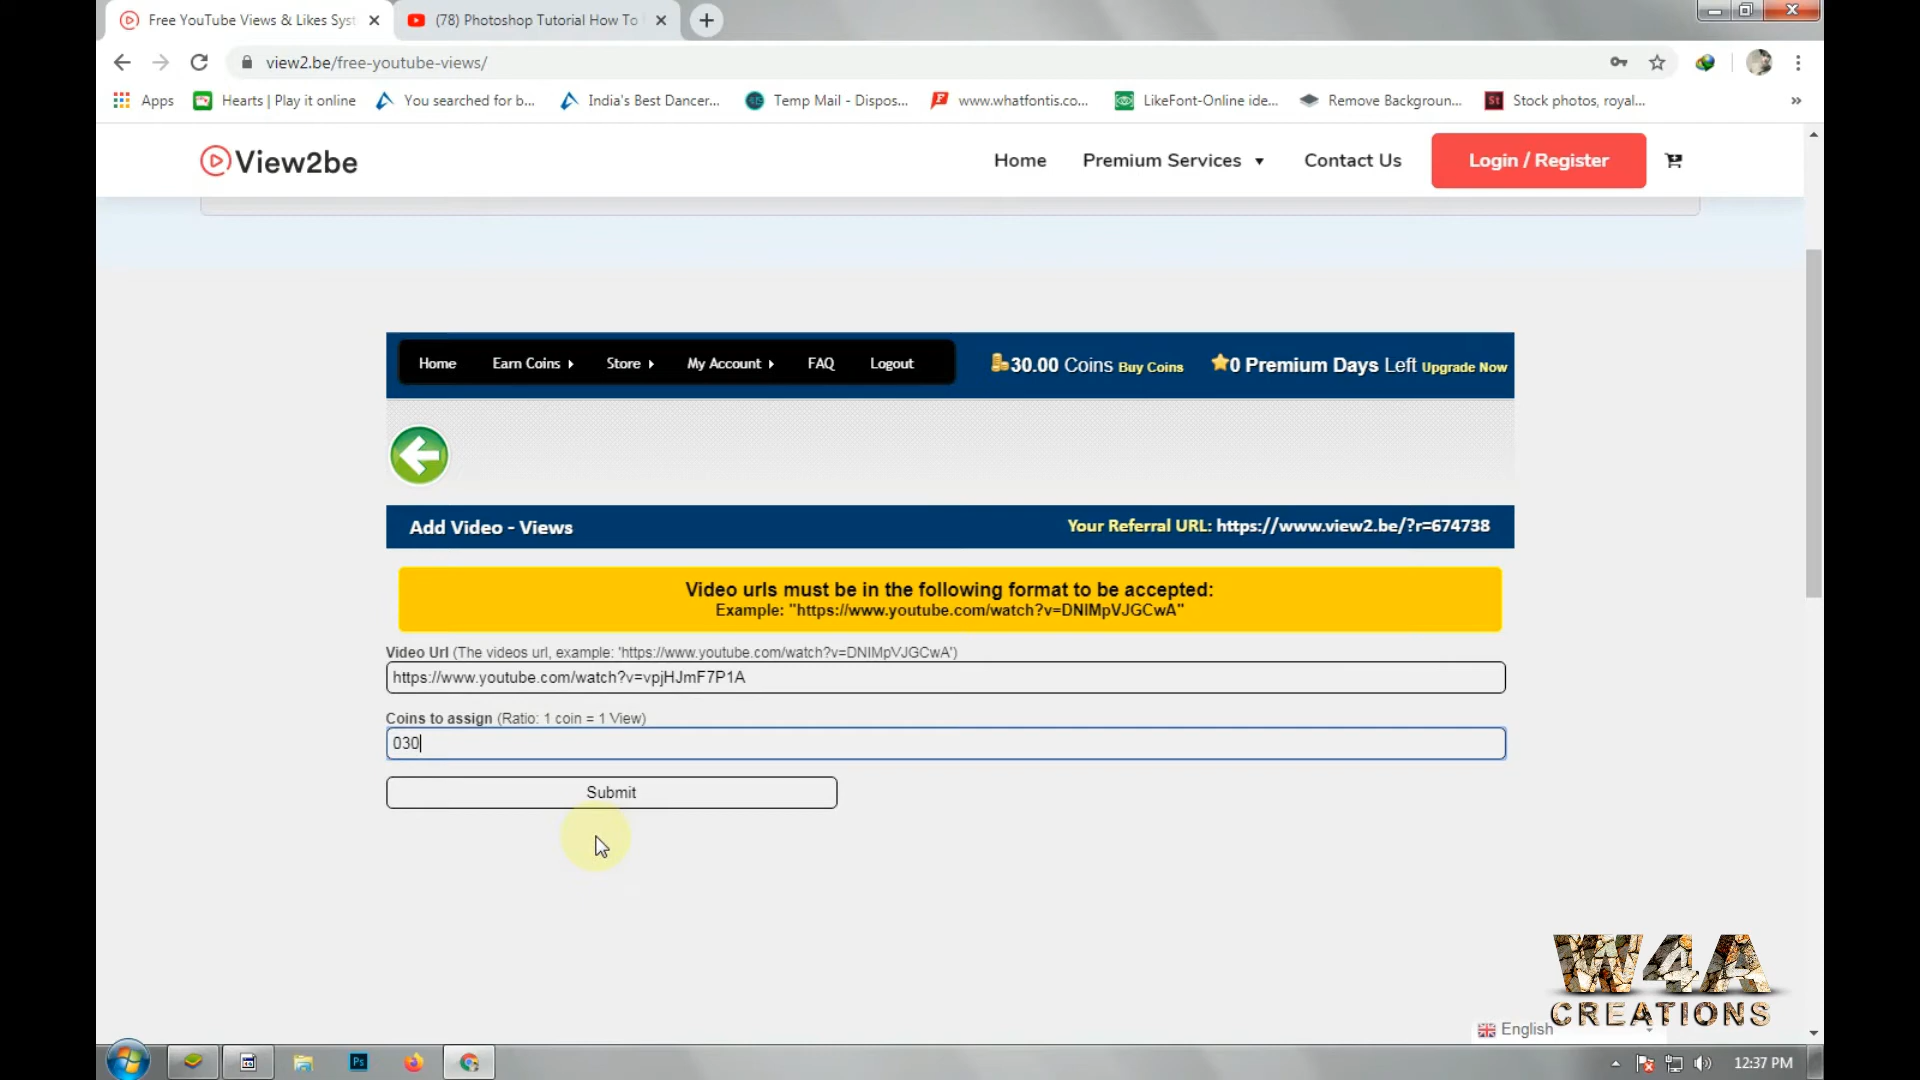 Free YouTube Views & Likes Syst
(78) Photoshop Tutorial How To
view2.be/free-youtube-views/
Apps
Hearts | Play it online
You searched for b...
India's Best Dancer...
Temp Mail - Dispos...
www.whatfontis.co...
LikeFont-Online ide...
Remove Backgroun...
St
Stock photos, royal...
View2be
Home
Premium Services
Contact Us
Login / Register
Home
Earn Coins
Store
My Account
FAQ
Logout
30.00 Coins Buy Coins
0 Premium Days Left Upgrade Now
Add Video - Views
Your Referral URL: https://www.view2.be/?r=674738
Video urls must be in the following format to be accepted:
Example: "https://www.youtube.com/watch?v=DNIMpVJGCwA"
Video Url (The videos url, example: 'https://www.youtube.com/watch?v=DNIMpVJGCwA')
https://www.youtube.com/watch?v=vpjHJmF7P1A
Coins to assign (Ratio: 1 coin = 1 View)
030
Submit
W4A
CREATIONS
English
Ps
12:37 PM